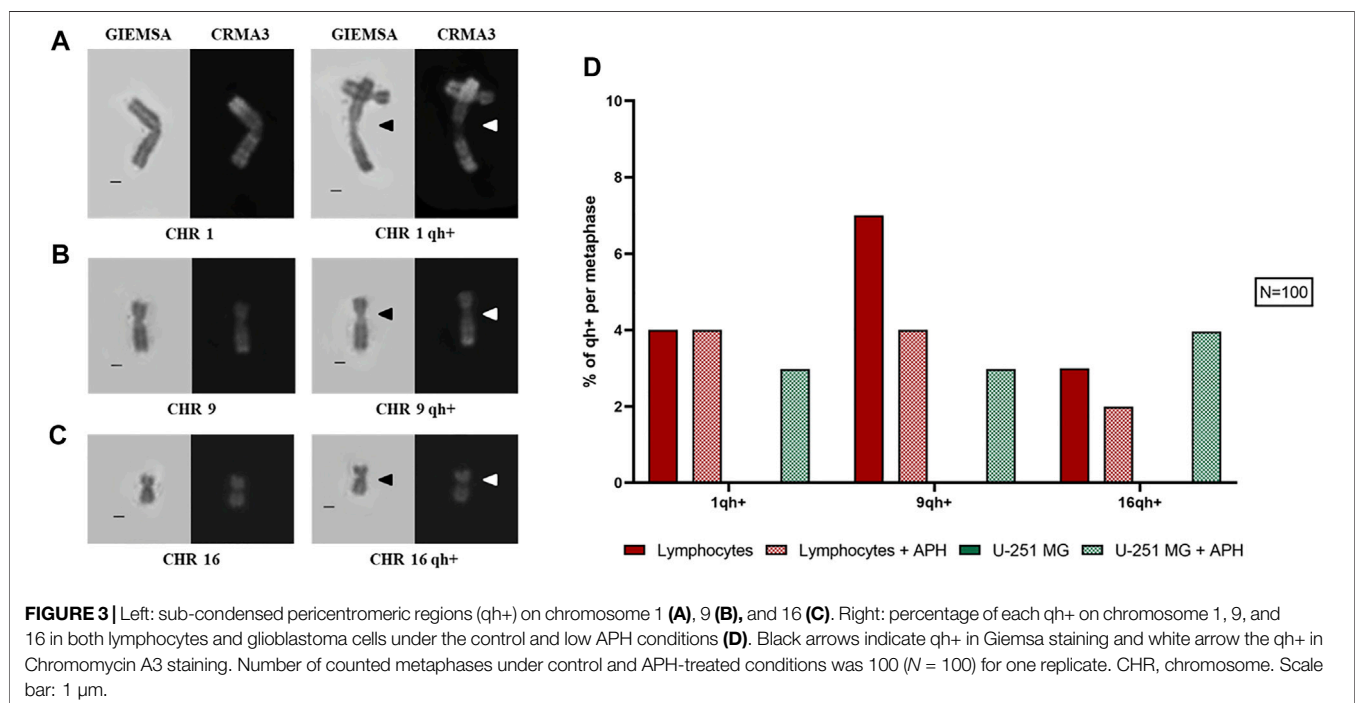 A
GIEMSA CRMA3 GIEMSA CRMA3
CHR 1 CHR 1 qh+
B
CHR 9 CHR 9 qh+
C
CHR 16 CHR 16 qh+
D
% of qh+ per metaphase
10
8
6
4
2
0
1qh+ 9qh+ 16qh+
N=100
Lymphocytes Lymphocytes + APH U-251 MG U-251 MG + APH
FIGURE 3 | Left: sub-condensed pericentromeric regions (qh+) on chromosome 1 (A), 9 (B), and 16 (C). Right: percentage of each qh+ on chromosome 1, 9, and
16 in both lymphocytes and glioblastoma cells under the control and low APH conditions (D). Black arrows indicate qh+ in Giemsa staining and white arrow the qh+ in
Chromomycin A3 staining. Number of counted metaphases under control and APH-treated conditions was 100 (N = 100) for one replicate. CHR, chromosome. Scale
bar: 1 μm.